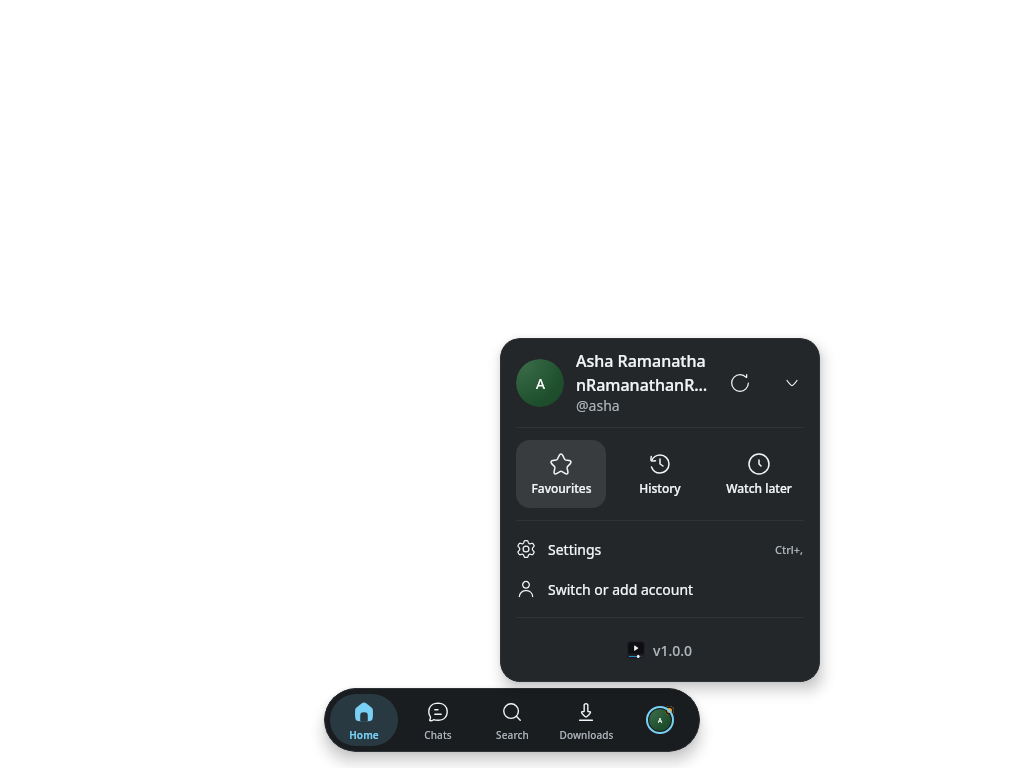 Asha Ramanatha
nRamanathanR...
@asha
A
Favourites
History
Watch later
Settings
Ctrl+,
Switch or add account
v1.0.0
Home
Chats
Search
Downloads
A